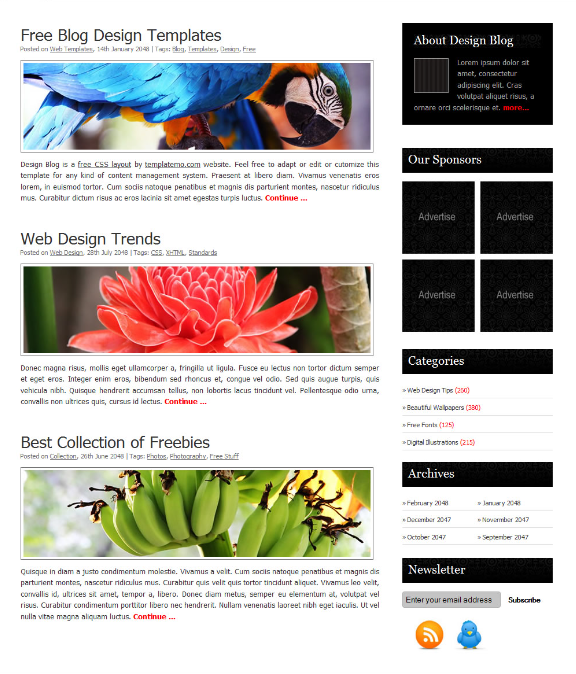 Free Blog Design Templates
Posted on Web Templates, 14th January 2048 | Tags: Blog, Templates, Design, Free
Design Blog is a free CSS layout by templatemo.com website. Feel free to adapt or edit or cutomize this
template for any kind of content management system. Praesent at libero diam. Vivamus venenatis eros
lorem, in euismod tortor. Cum sociis natoque penatibus et magnis dis parturient montes, nascetur ridiculus
mus. Curabitur dictum risus ac eros lacinia sit amet egestas turpis luctus. Continue ...
Web Design Trends
Posted on Web Design, 28th July 2048 | Tags: CSS, XHTML, Standards
Donec magna risus, mollis eget ullamcorper a, fringilla ut ligula. Fusce eu lectus non tortor dictum semper
et eget eros. Integer enim eros, bibendum sed rhoncus et, congue vel odio. Sed quis augue turpis, quis
vehicula nibh. Quisque hendrerit accumsan tellus, non lobortis lacus tincidunt vel. Pellentesque odio urna,
convallis non ultrices quis, cursus id lectus. Continue ...
Best Collection of Freebies
Posted on Collection, 26th June 2048 | Tags: Photos, Photography, Free Stuff
Quisque in diam a justo condimentum molestie. Vivamus a velit. Cum sociis natoque penatibus et magnis dis
parturient montes, nascetur ridiculus mus. Curabitur quis velit quis tortor tincidunt aliquet. Vivamus leo velit,
convallis id, ultrices sit amet, tempor a, libero. Donec diam metus, semper eu elementum at, volutpat vel
risus. Curabitur condimentum porttitor libero nec hendrerit. Nullam venenatis laoreet nibh eget iaculis. Ut vel
nulla vitae magna aliquam luctus. Continue ...
About Design Blog
Lorem ipsum dolor sit
amet, consectetur
adipiscing elit. Cras
volutpat aliquet risus, a
ornare orci scelerisque et. more...
Our Sponsors
Advertise
Advertise
Advertise
Advertise
Categories
» Web Design Tips (260)
» Beautiful Wallpapers (380)
» Free Fonts (125)
» Digital Illustrations (215)
Archives
» February 2048
» January 2048
» December 2047
» November 2047
» October 2047
» September 2047
Newsletter
Enter your email address
Subscribe